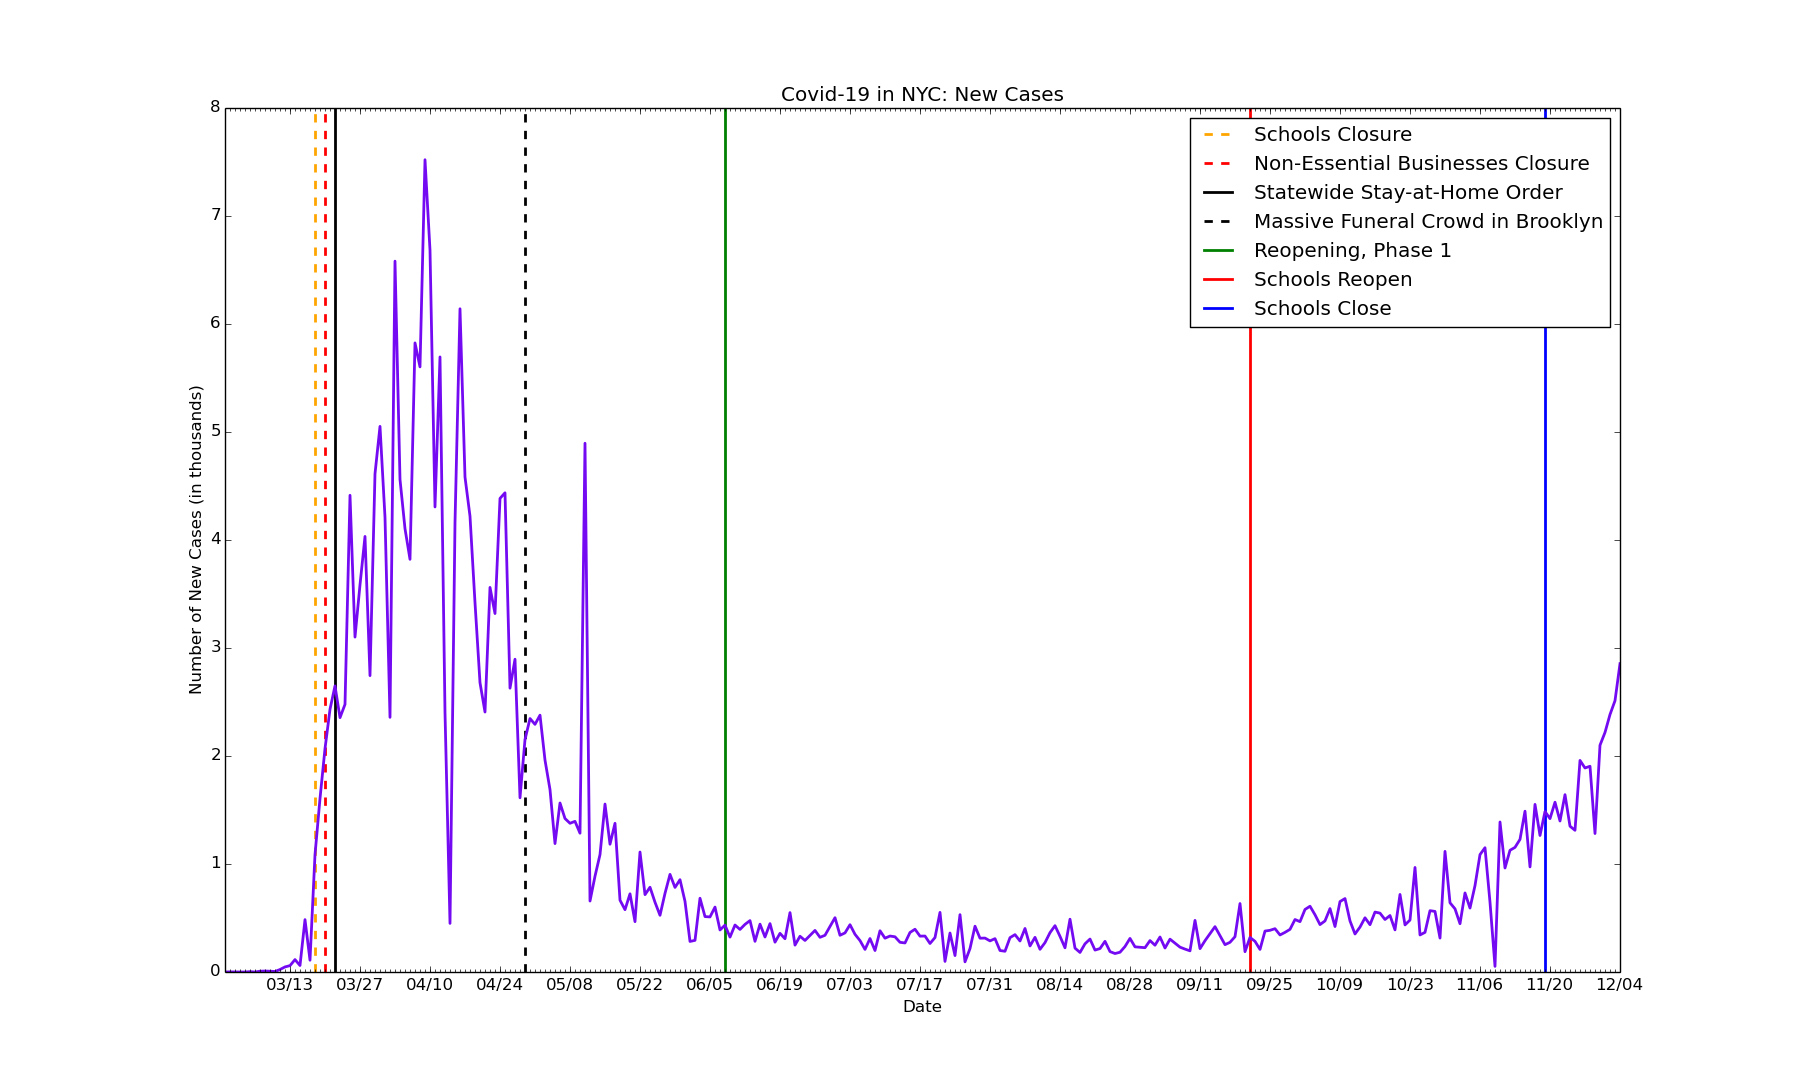 Covid-19 in NYC: New Cases
8
7
6
5
4
3
2
1
0
Number of New Cases (in thousands)
Schools Closure
Non-Essential Businesses Closure
Statewide Stay-at-Home Order
Massive Funeral Crowd in Brooklyn
Reopening, Phase 1
Schools Reopen
Schools Close
03/13 03/27 04/10 04/24 05/08 05/22 06/05 06/19 07/03 07/17 07/31 08/14 08/28 09/11 09/25 10/09 10/23 11/06 11/20 12/04
Date